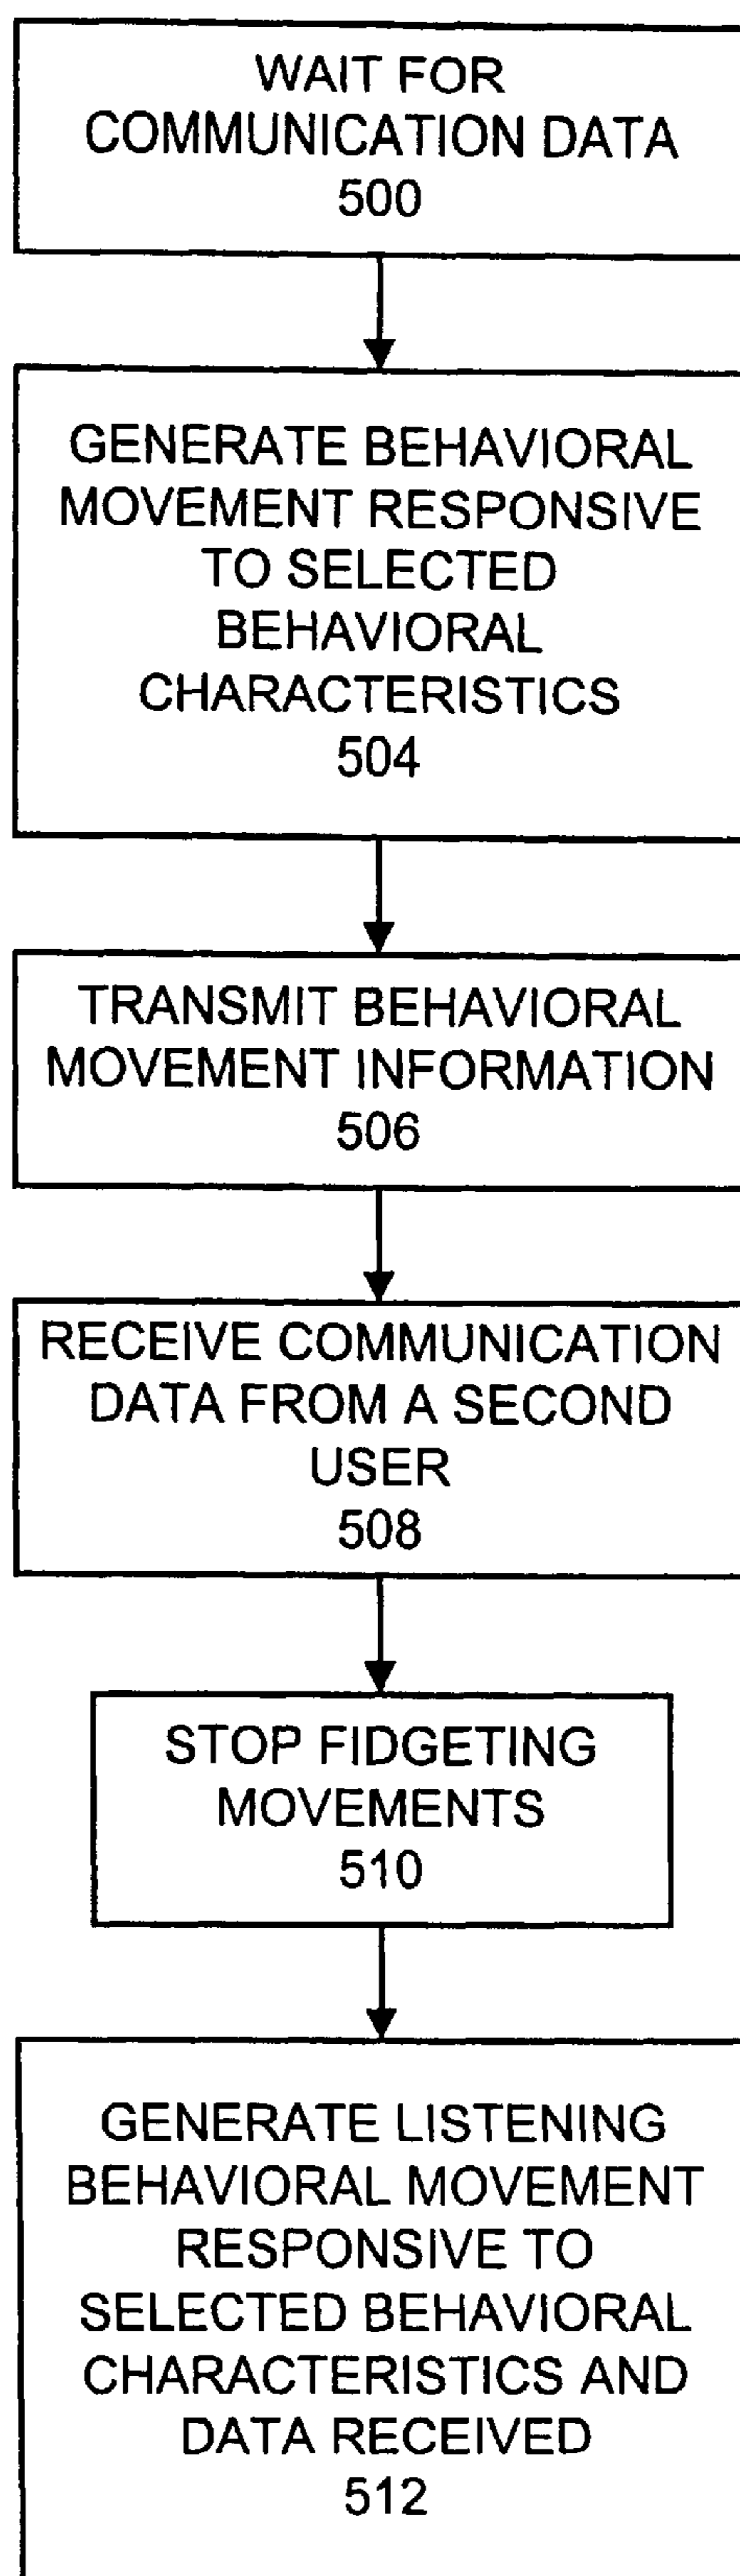 WAIT FOR
COMMUNICATION DATA
500
GENERATE BEHAVIORAL
MOVEMENT RESPONSIVE
TO SELECTED
BEHAVIORAL
CHARACTERISTICS
504
TRANSMIT BEHAVIORAL
MOVEMENT INFORMATION
506
RECEIVE COMMUNICATION
DATA FROM A SECOND
USER
508
STOP FIDGETING
MOVEMENTS
510
GENERATE LISTENING
BEHAVIORAL MOVEMENT
RESPONSIVE TO
SELECTED BEHAVIORAL
CHARACTERISTICS AND
DATA RECEIVED
512